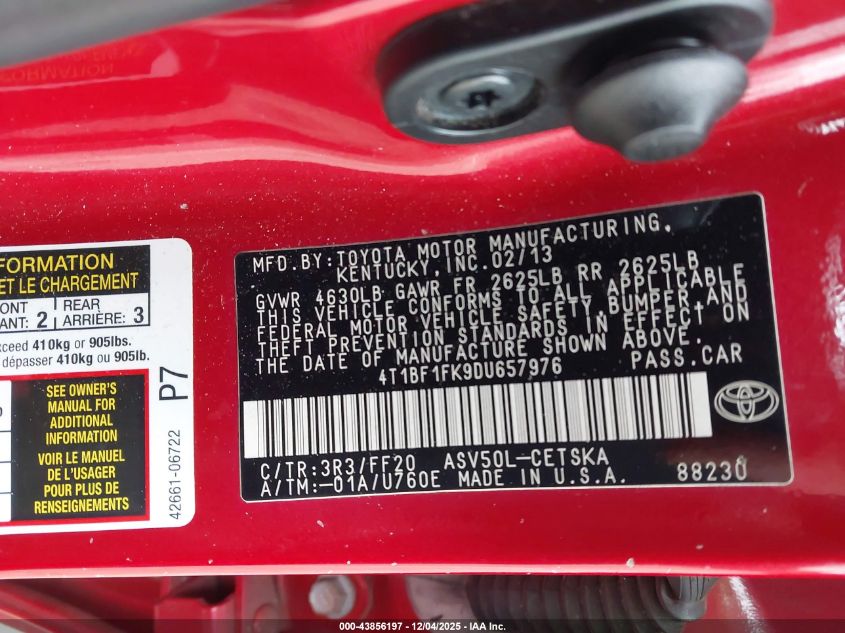 FORMATION
ET LE CHARGEMENT
ONT
ANT: 2
REAR
ARRIÈRE: 3
xceed 410kg or 905lbs.
dépasser 410kg ou 905lb.
SEE OWNER'S
MANUAL FOR
ADDITIONAL
INFORMATION
VOIR LE MANUEL
DE L'USAGER
POUR PLUS DE
RENSEIGNEMENTS
P7
42661-06722
MFD.BY:TOYOTA MOTOR MANUFACTURING,
KENTUCKY,INC.02/13
GVWR 4630LB GAWR FR 2625LB RR 2625LB
THIS VEHICLE CONFORMS TO ALL APPLICABLE
FEDERAL MOTOR VEHICLE SAFETY,BUMPER,AND
THEFT PREVENTION STANDARDS IN EFFECT ON
THE DATE OF MANUFACTURE SHOWN ABOVE.
4T1BF1FK9DU657976 PASS.CAR
C/TR:3R3/FF20 ASV50L-CETSKA
A/TM:-01A/U760E MADE IN U.S.A. 88230
000-43856197 - 12/04/2025 - IAA Inc.